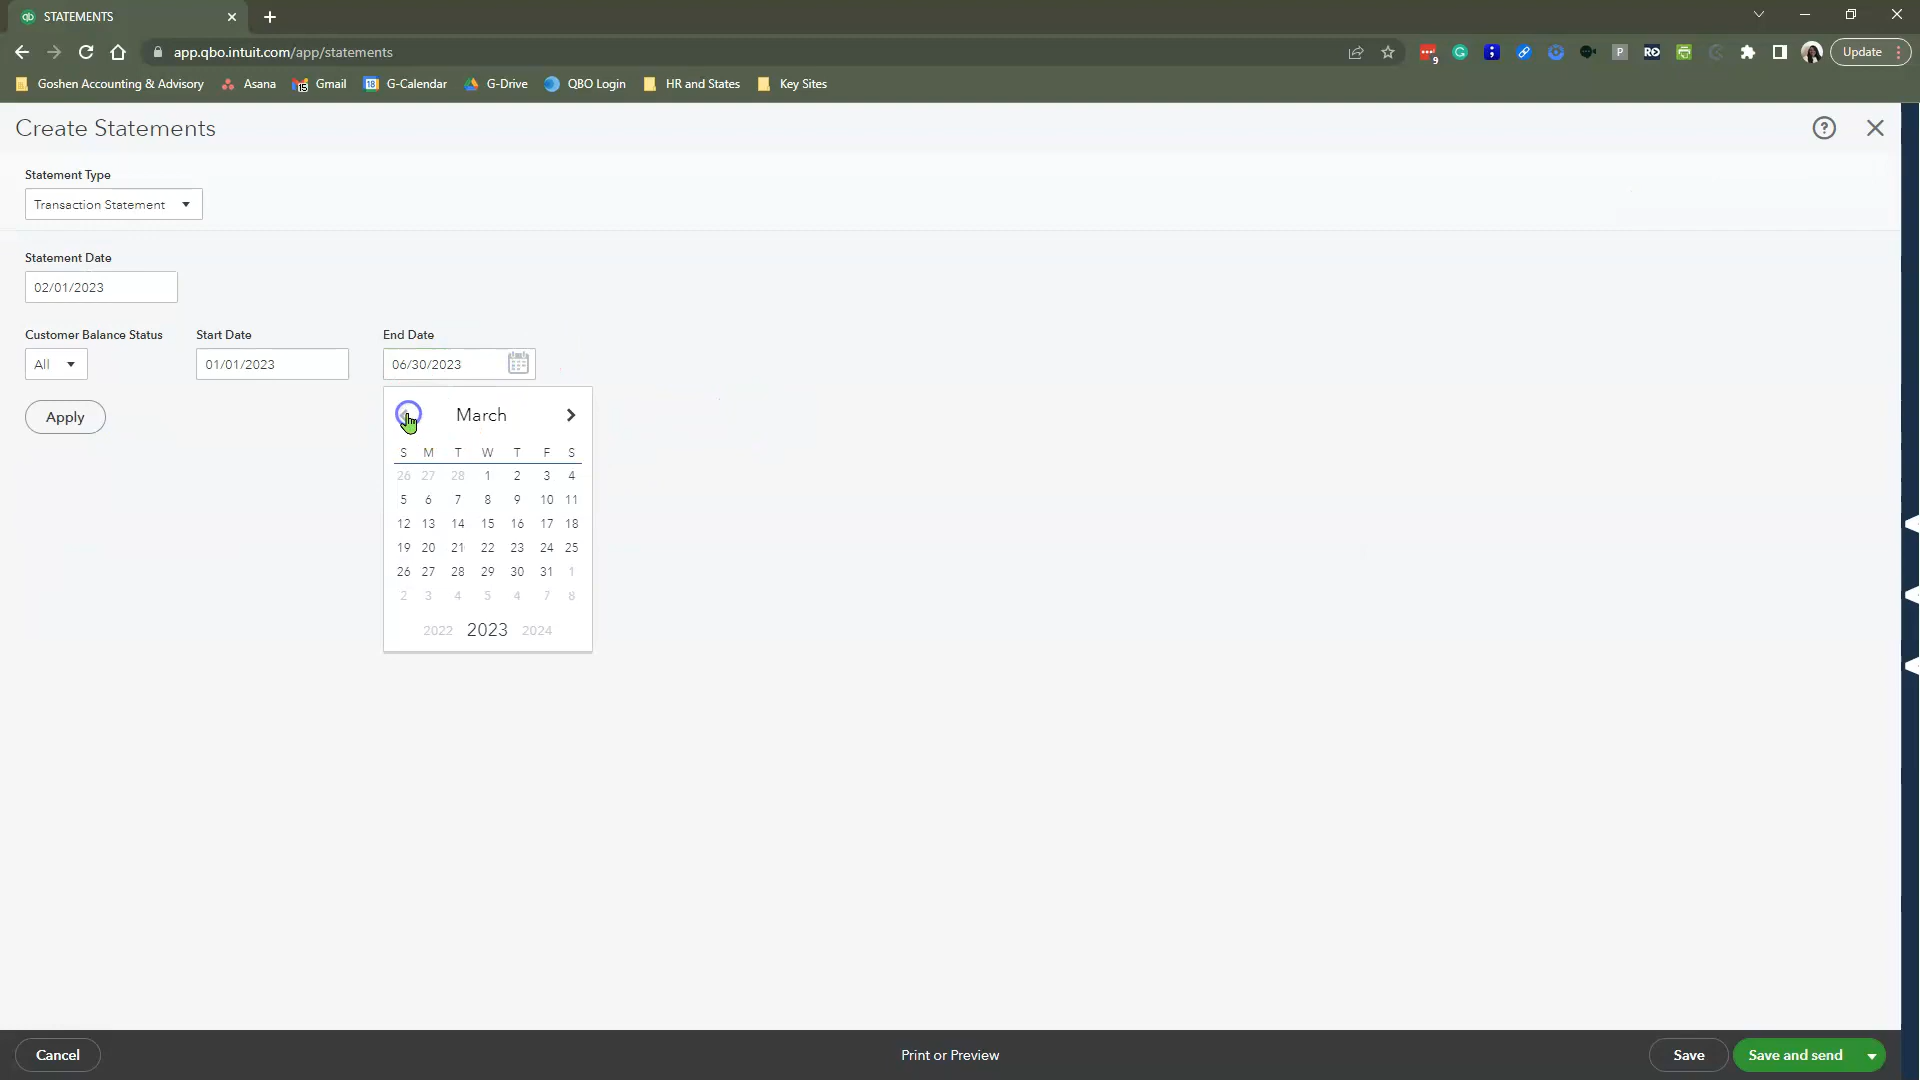 STATEMENTS
app.qbo.intuit.com/app/statements
9
Update
Goshen Accounting & Advisory
15
Gmail
Asana
18
G-Calendar
G-Drive
QBO Login
HR and States
Key Sites
Create Statements
Statement Type
Transaction Statement
Statement Date
02/01/2023
Customer Balance Status
Start Date
End Date
All
01/01/2023
06/30/2023
Apply
March
S M T W T F S
26 27 28 1 2 3 4
5 6 7 8 9 10 11
12 13 14 15 16 17 18
19 20 21 22 23 24 25
26 27 28 29 30 31 1
2 3 4 5 4 7 8
2022 2023 2024
Cancel
Print or Preview
Save
Save and send